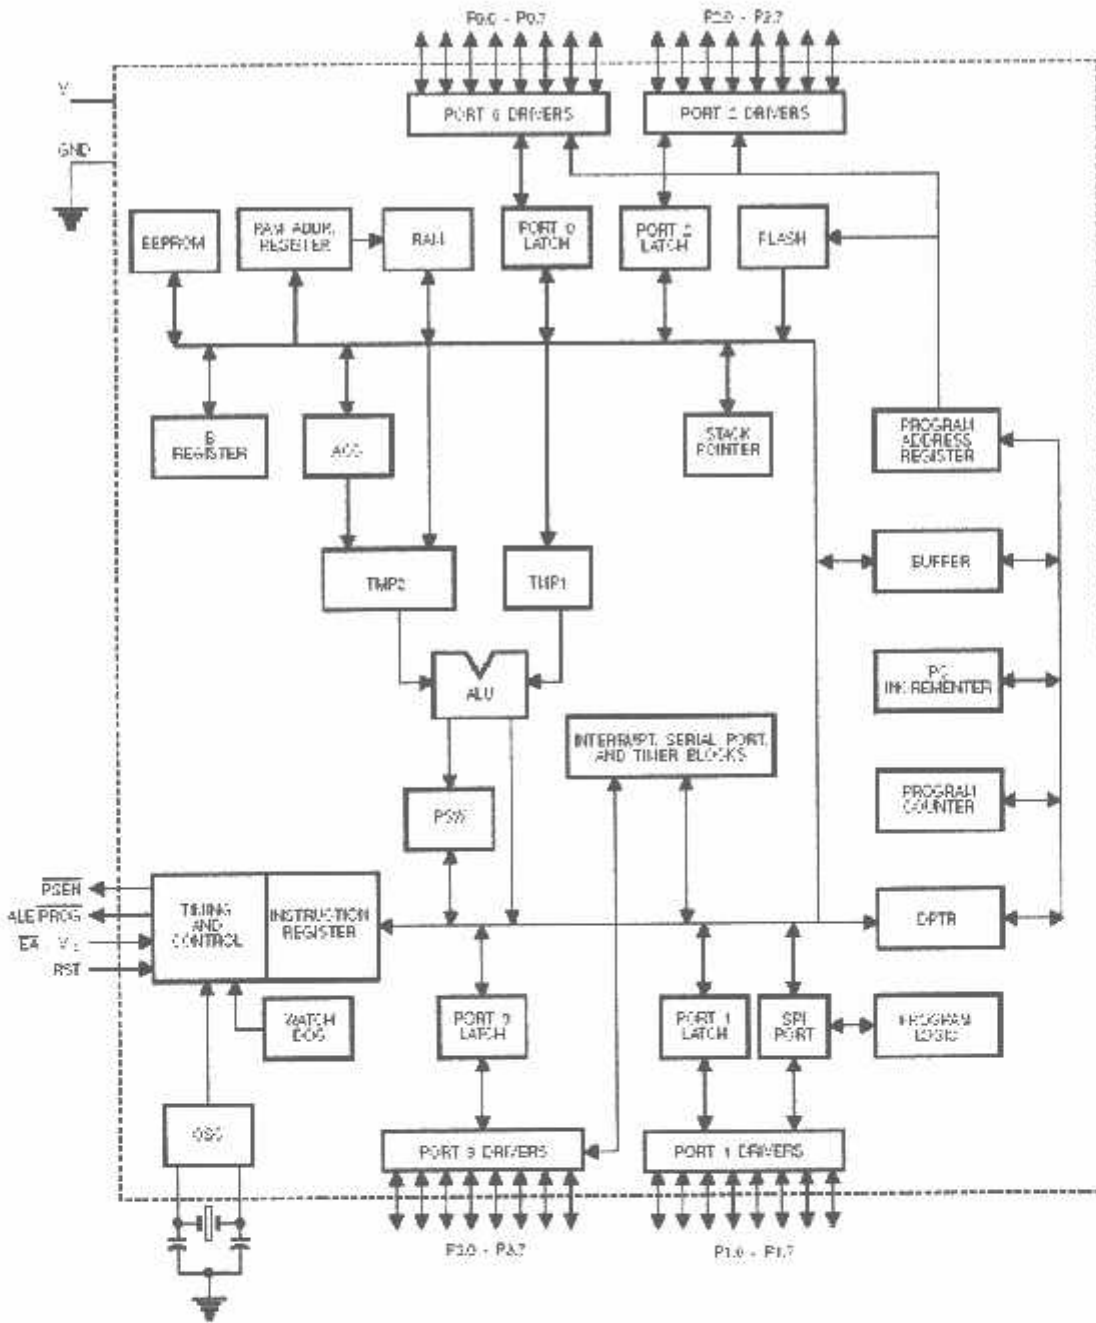 P0.0 - P0.7
P2.0 - P2.7
V
PORT 0 DRIVERS
PORT 2 DRIVERS
GND
EEPROM
RAM ADDR.
REGISTER
RAM
PORT 0
LATCH
PORT 2
LATCH
FLASH
B
REGISTER
ACC
STACK
POINTER
PROGRAM
ADDRESS
REGISTER
TMP2
TMP1
BUFFER
ALU
PC
INCREMENTER
INTERRUPT, SERIAL PORT,
AND TIMER BLOCKS
PSW
PROGRAM
COUNTER
PSEN
ALE/PROG
EA
RST
TIMING
AND
CONTROL
INSTRUCTION
REGISTER
DPTR
WATCH
DOG
PORT 3
LATCH
PORT 1
LATCH
SPI
PORT
PROGRAM
LOGIC
OSC
PORT 3 DRIVERS
PORT 1 DRIVERS
P3.0 - P3.7
P1.0 - P1.7